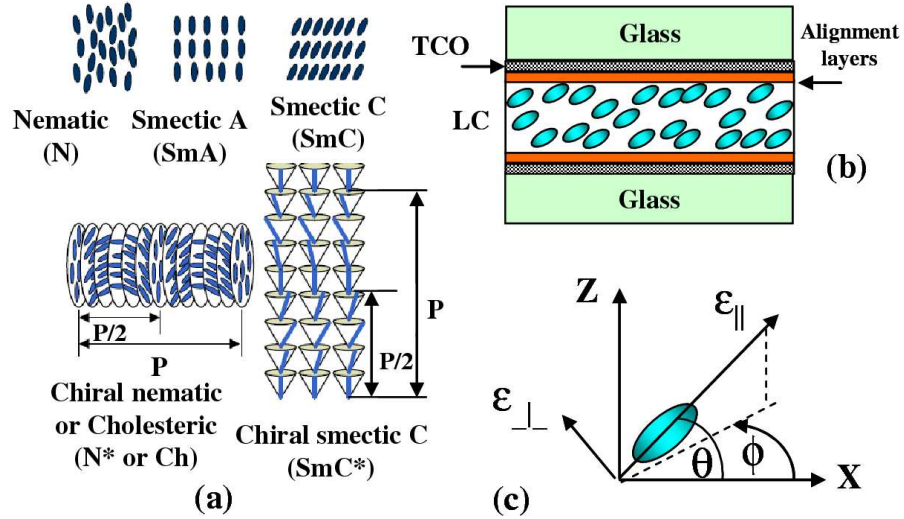 Nematic
(N)
Smectic A
(SmA)
Smectic C
(SmC)
P/2
P
Chiral nematic
or Cholesteric
(N* or Ch)
P
P/2
Chiral smectic C
(SmC*)
(a)
Glass
TCO
Alignment
layers
LC
(b)
Glass
Z
ε||
ε_|_
θ
ϕ
X
(c)